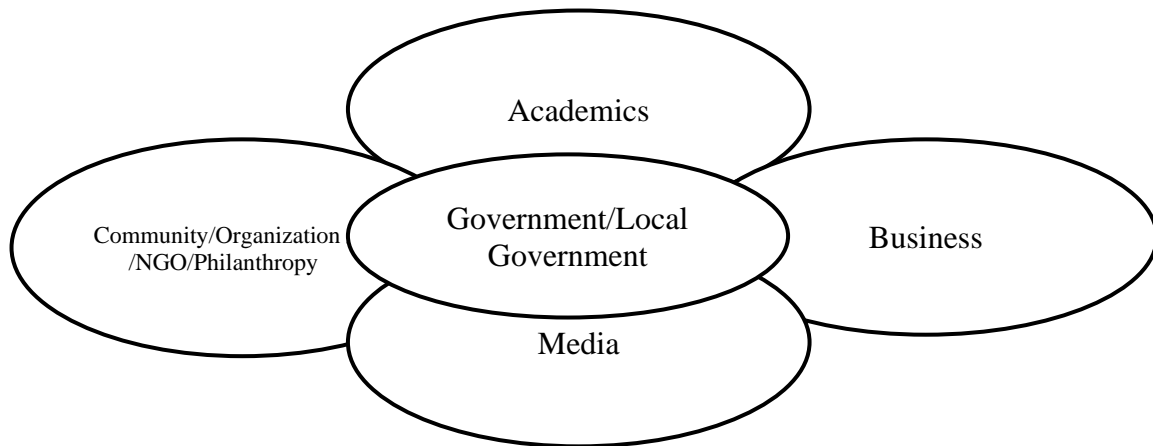 Academics
Community/Organization
/NGO/Philanthropy
Government/Local
Government
Business
Media